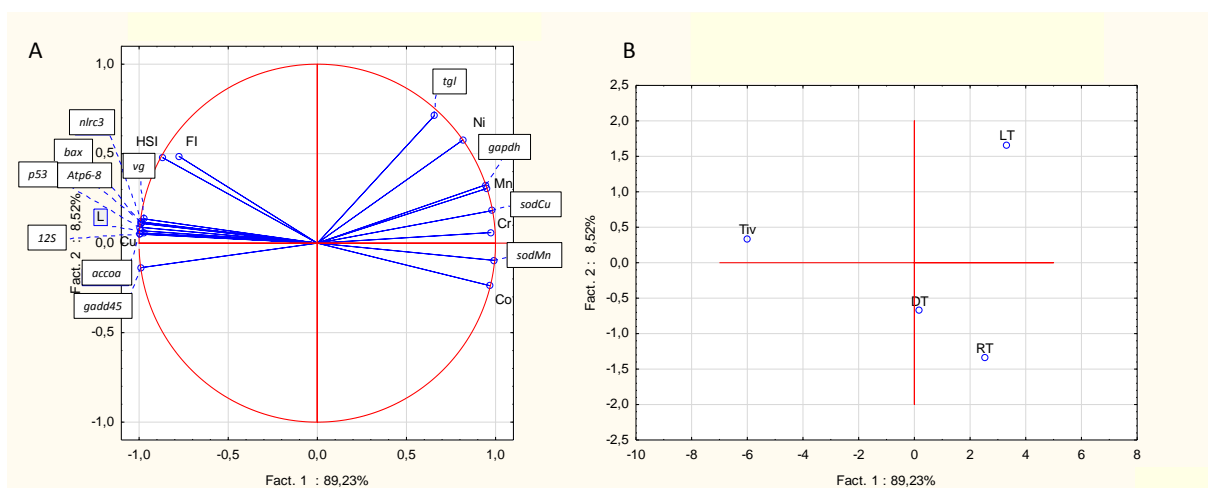 A
1,0
0,5
0,0
-0,5
-1,0
Fact. 2 : 8,52%
tgl
Ni
gapdh
Mn
sodCu
Cr
sodMn
Co
HSI
FI
nlrc3
bax
vg
p53
Atp6-8
L
12S
Cu
accoa
gadd45
-1,0 -0,5 0,0 0,5 1,0
Fact. 1 : 89,23%
B
2,5
2,0
1,5
1,0
0,5
0,0
-0,5
-1,0
-1,5
-2,0
-2,5
Fact. 2 : 8,52%
LT
Tiv
DT
RT
-10 -8 -6 -4 -2 0 2 4 6 8
Fact. 1 : 89,23%